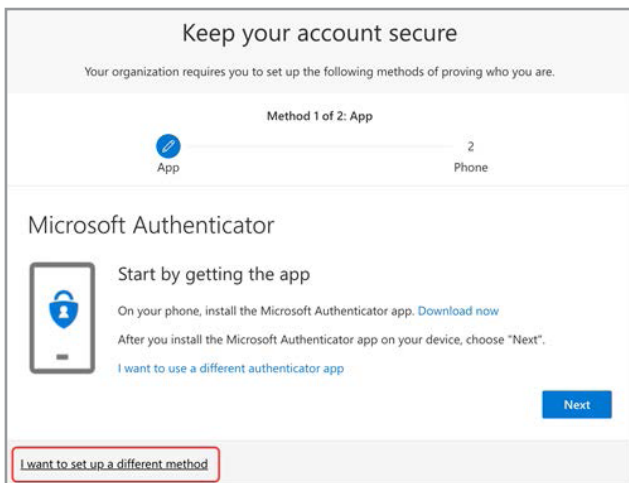 Keep your account secure
Your organization requires you to set up the following methods of proving who you are.
Method 1 of 2: App
2
App
Phone
Microsoft Authenticator
Start by getting the app
On your phone, install the Microsoft Authenticator app. Download now
After you install the Microsoft Authenticator app on your device, choose "Next".
I want to use a different authenticator app
Next
I want to set up a different method